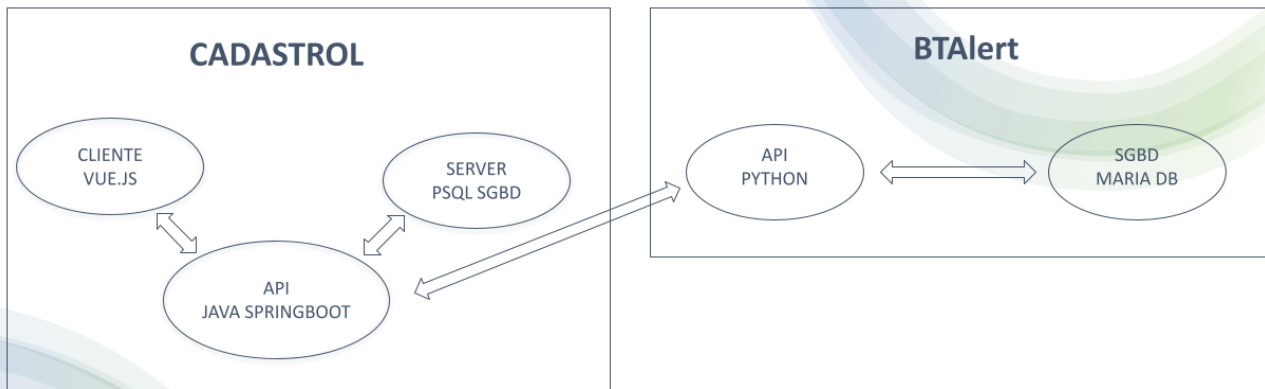 CADASTROL
CLIENTE
VUE.JS
SERVER
PSQL SGBD
API
JAVA SPRINGBOOT
BTAlert
API
PYTHON
SGBD
MARIA DB